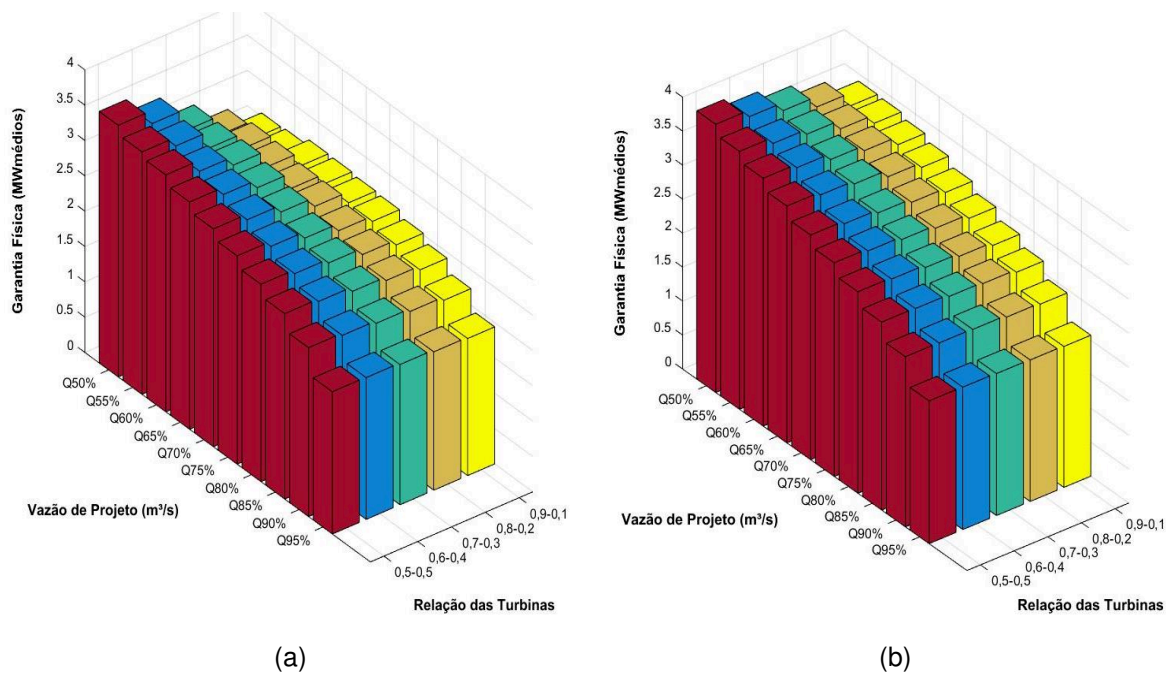 4
3.5
3
2.5
2
1.5
1
0.5
0
Garantia Física (MWmédios)
Q50%
Q55%
Q60%
Q65%
Q70%
Q75%
Q80%
Q85%
Q90%
Q95%
Vazão de Projeto (m³/s)
0,9-0,1
0,8-0,2
0,7-0,3
0,6-0,4
0,5-0,5
Relação das Turbinas
(a)
4
3.5
3
2.5
2
1.5
1
0.5
0
Garantia Física (MWmédios)
Q50%
Q55%
Q60%
Q65%
Q70%
Q75%
Q80%
Q85%
Q90%
Q95%
Vazão de Projeto (m³/s)
0,9-0,1
0,8-0,2
0,7-0,3
0,6-0,4
0,5-0,5
Relação das Turbinas
(b)